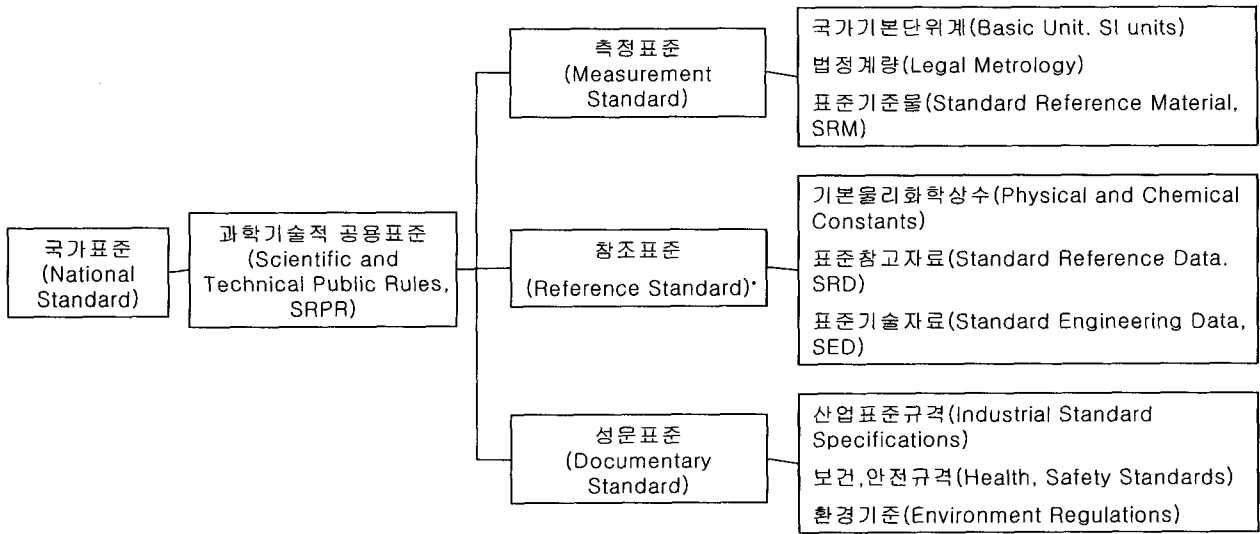 국가표준
(National
Standard)
과학기술적 공용표준
(Scientific and
Technical Public Rules,
SRPR)
측정표준
(Measurement
Standard)
국가기본단위계(Basic Unit. SI units)
법정계량(Legal Metrology)
표준기준물(Standard Reference Material,
SRM)
창조표준
(Reference Standard)*
기본물리화학상수(Physical and Chemical
Constants)
표준참고자료(Standard Reference Data.
SRD)
표준기술자료(Standard Engineering Data,
SED)
성문표준
(Documentary
Standard)
산업표준규격(Industrial Standard
Specifications)
보건,안전규격(Health, Safety Standards)
환경기준(Environment Regulations)